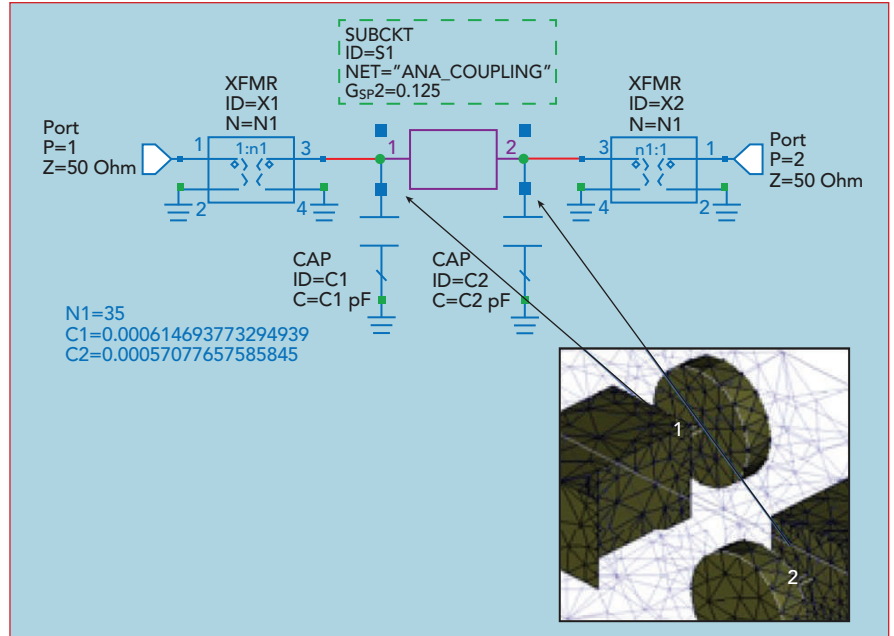 SUBCKT
ID=S1
NET="ANA_COUPLING"
GSP2=0.125
XFMR
ID=X1
N=N1
XFMR
ID=X2
N=N1
Port
P=1
Z=50 Ohm
1
1:n1
3
2
4
1
2
3
n1:1
1
4
2
Port
P=2
Z=50 Ohm
CAP
ID=C1
C=C1 pF
CAP
ID=C2
C=C2 pF
N1=35
C1=0.000614693773294939
C2=0.00057077657585845
1
2